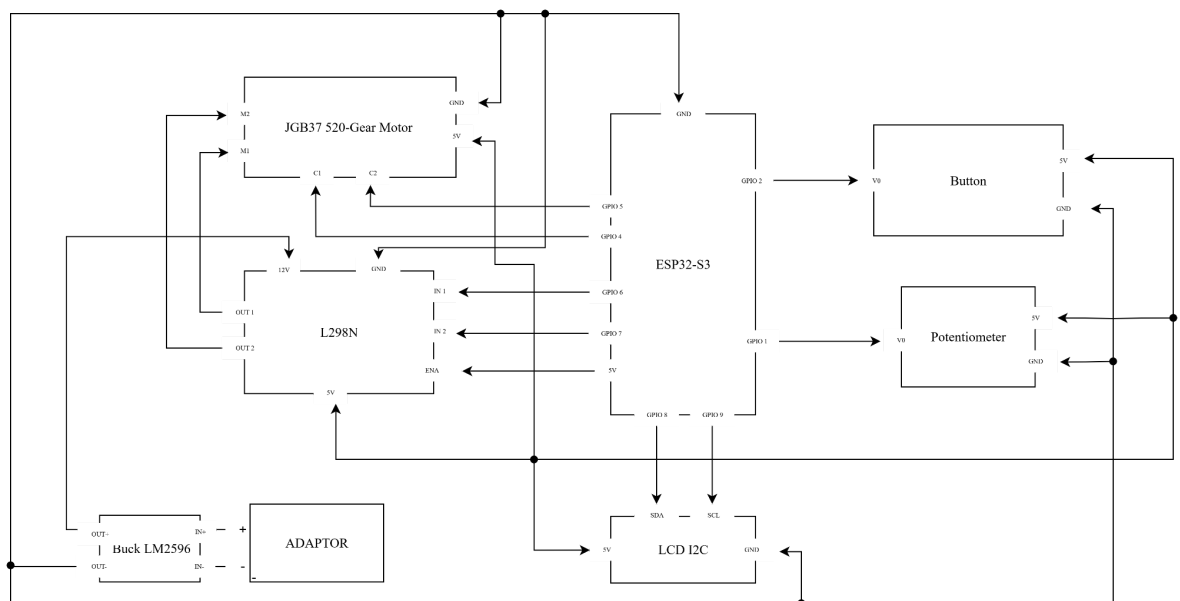 GND
GND
M2
JGB37 520-Gear Motor
5V
M1
C1
C2
GPIO 5
GPIO 4
GPIO 2
V0
Button
5V
GND
ESP32-S3
12V
GND
IN 1
GPIO 6
OUT 1
L298N
IN 2
GPIO 7
OUT 2
ENA
5V
5V
GPIO 1
V0
Potentiometer
5V
GND
GPIO 8
GPIO 9
SDA
SCL
OUT+
IN+
+
ADAPTOR
Buck LM2596
5V
LCD I2C
GND
OUT-
IN-
-
-